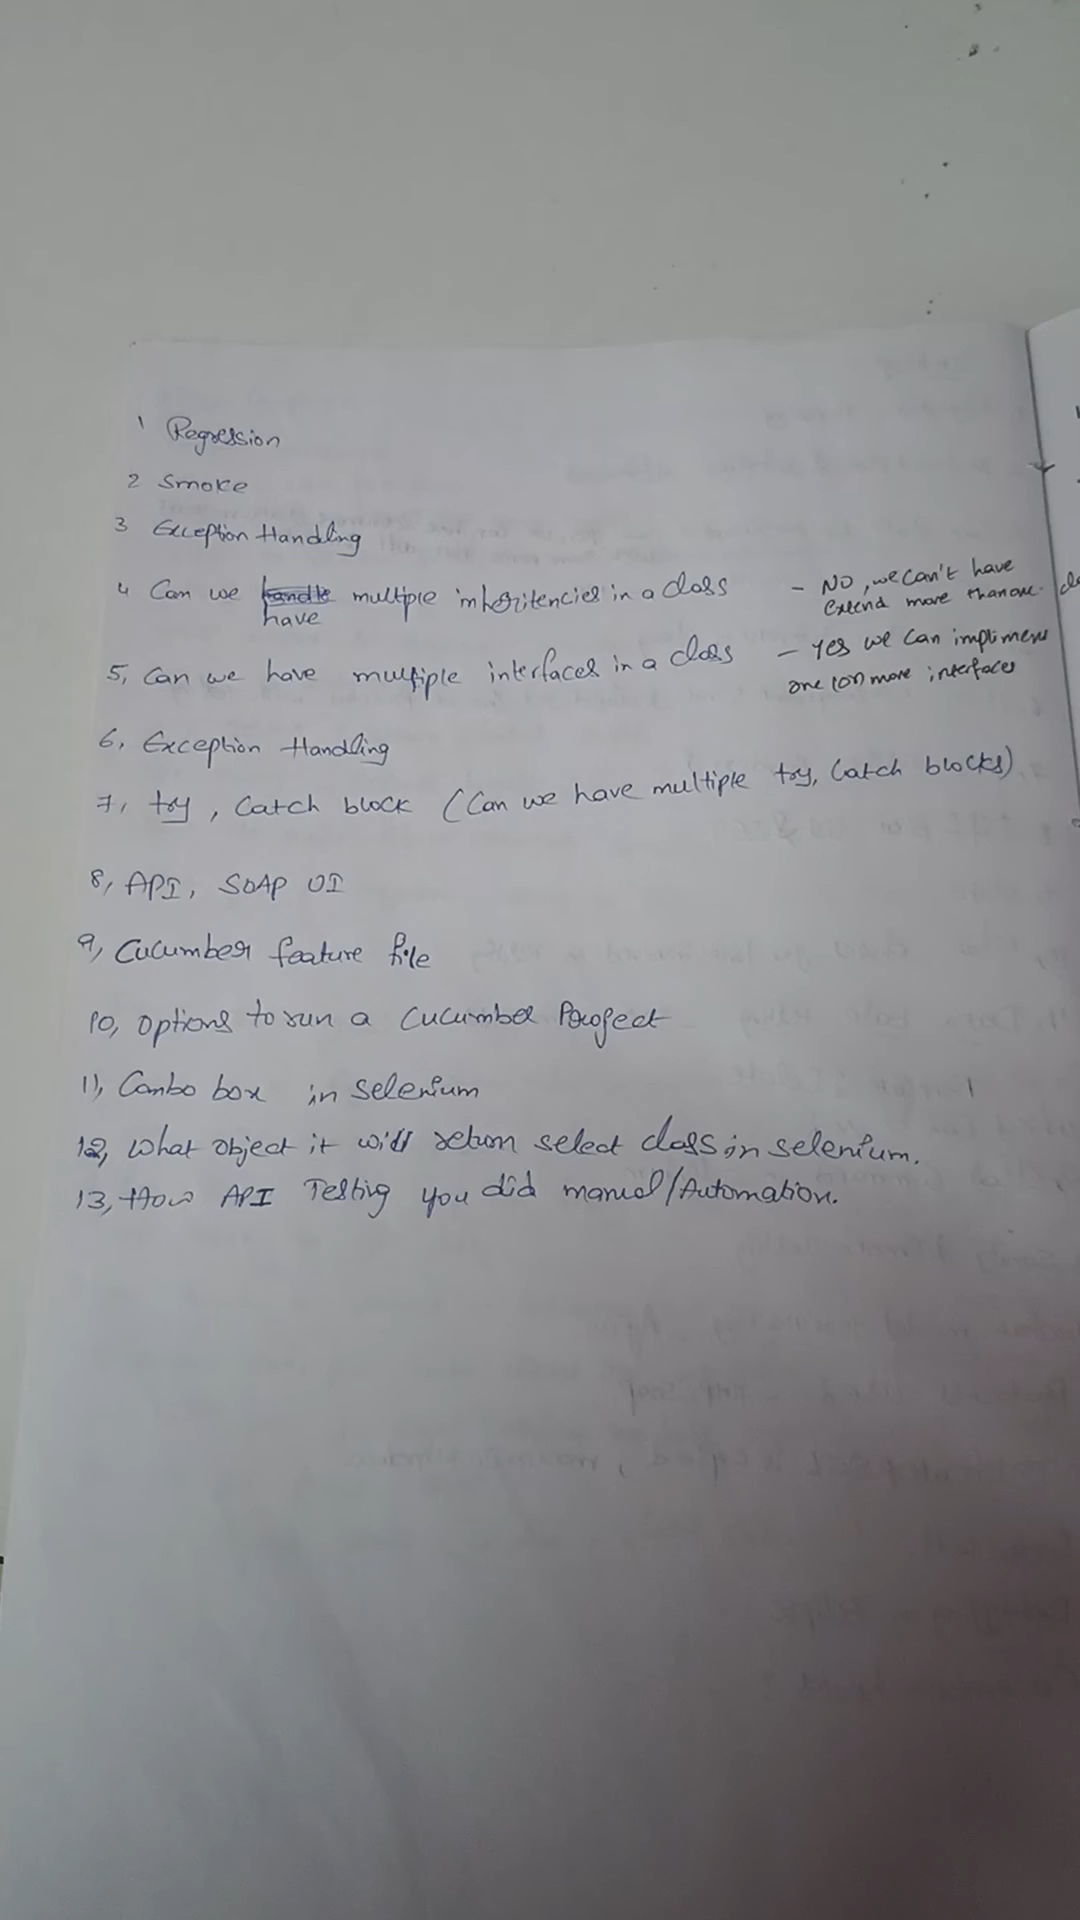 1 Regression
2 Smoke
3 Exception Handling
4 Can we handle multiple inheritencies in a class - NO, we can't have
have extend more than one
5, Can we have multiple interfaces in a class - Yes we can impliment
one (or) more interfaces
6, Exception Handling
7, try, Catch block (Can we have multiple try, Catch blocks)
8, API, SOAP UI
9, Cucumber feature file
10, Options to run a Cucumber Project
11, Combo box in selenium
12, What object it will return select class in selenium.
13, How API Testing you did manual/Automation.